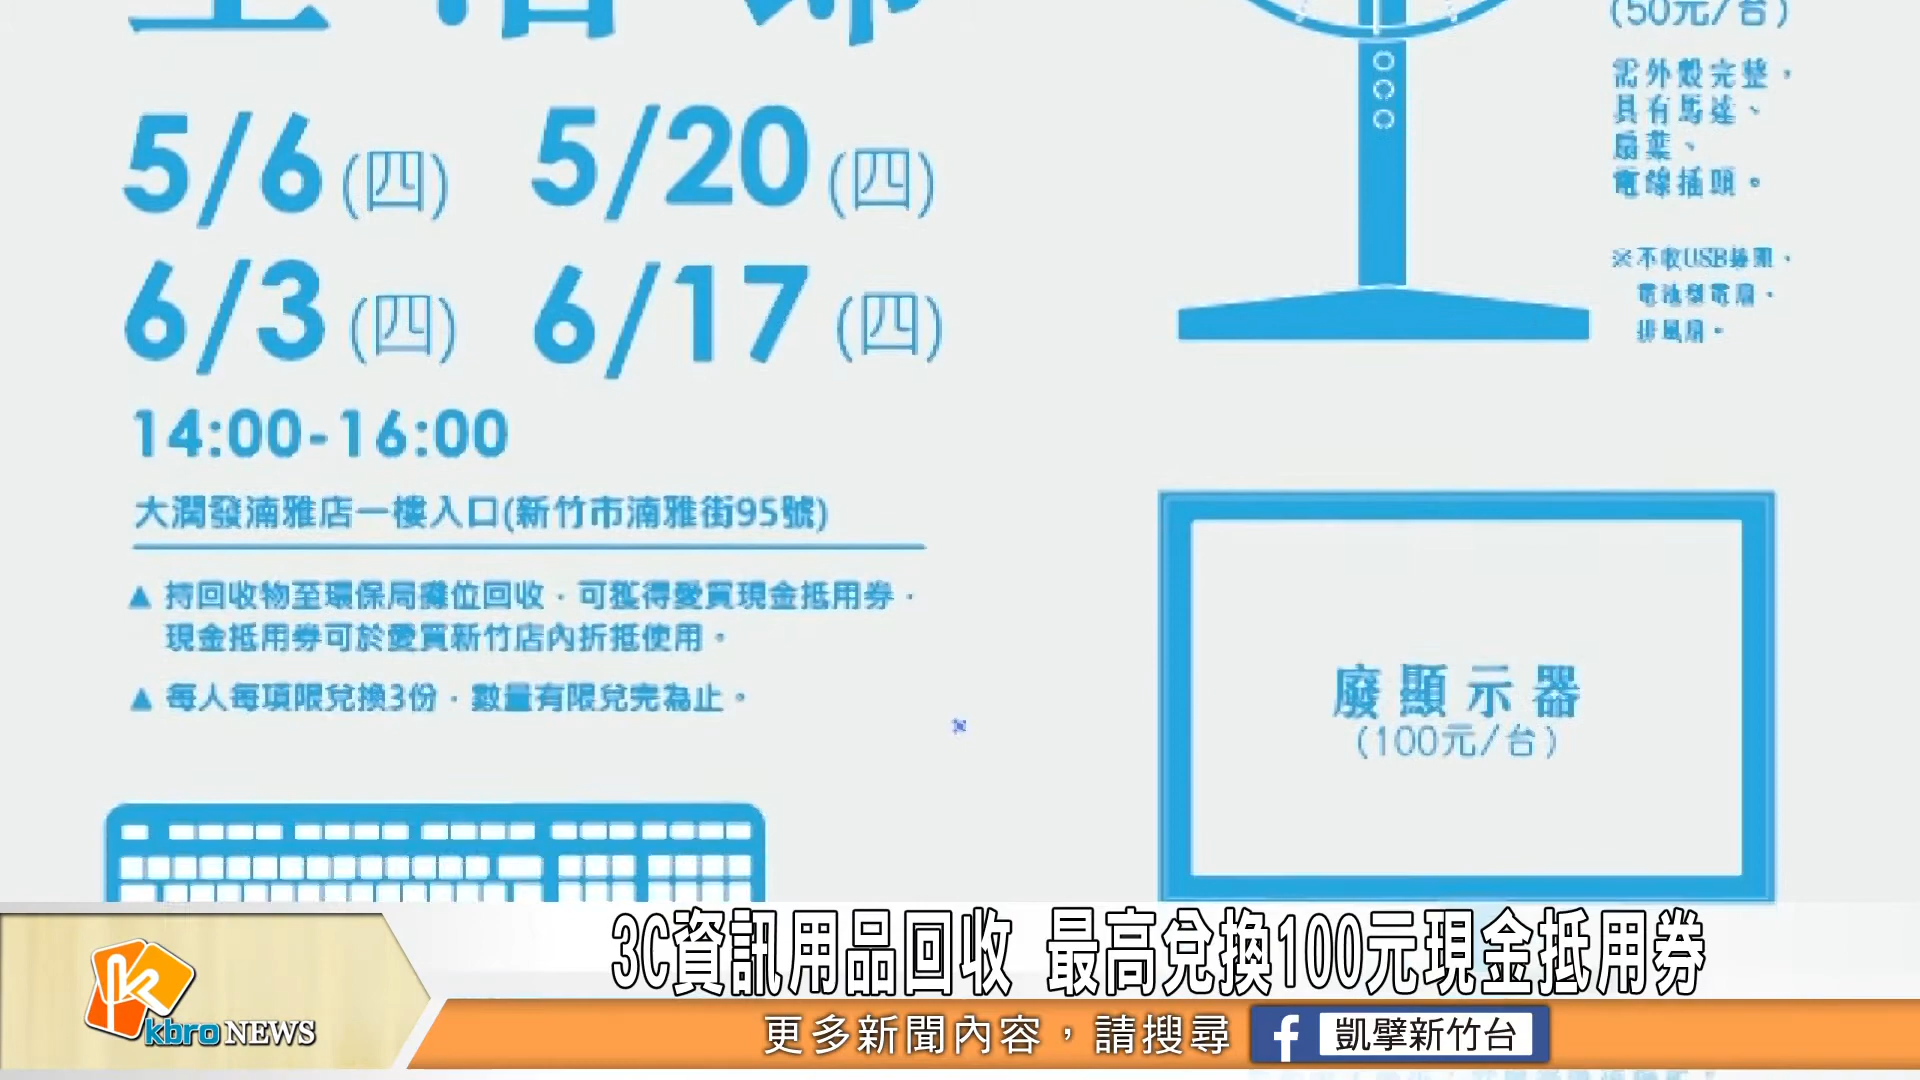 5/6(四) 5/20(四)
6/3(四) 6/17(四)
14:00-16:00
大潤發湳雅店一樓入口(新竹市湳雅街95號)
▲ 持回收物至環保局攤位回收，可獲得愛買現金抵用券，
現金抵用券可於愛買新竹店內折抵使用。
▲ 每人每項限兌換3份，數量有限兌完為止。
(50元/台)
需外殼完整，
具有馬達、
扇葉、
電線插頭。
※不收USB插頭、
電池型電扇、
排風扇。
廢顯示器
(100元/台)
3C資訊用品回收 最高兌換100元現金抵用券
kbro NEWS
更多新聞內容，請搜尋 f 凱擘新竹台